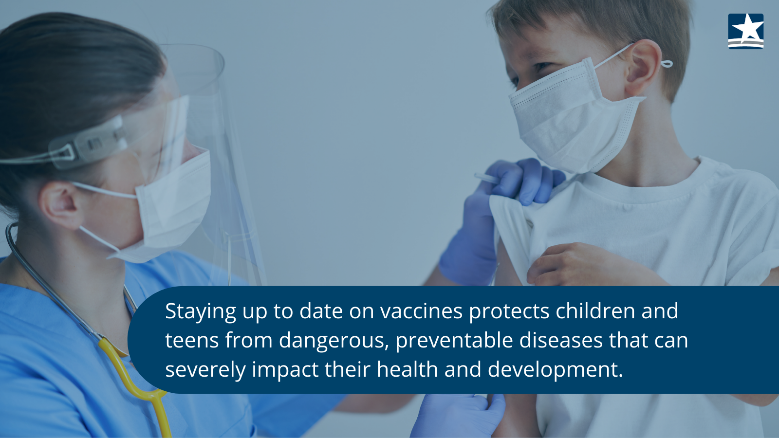 Staying up to date on vaccines protects children and
teens from dangerous, preventable diseases that can
severely impact their health and development.